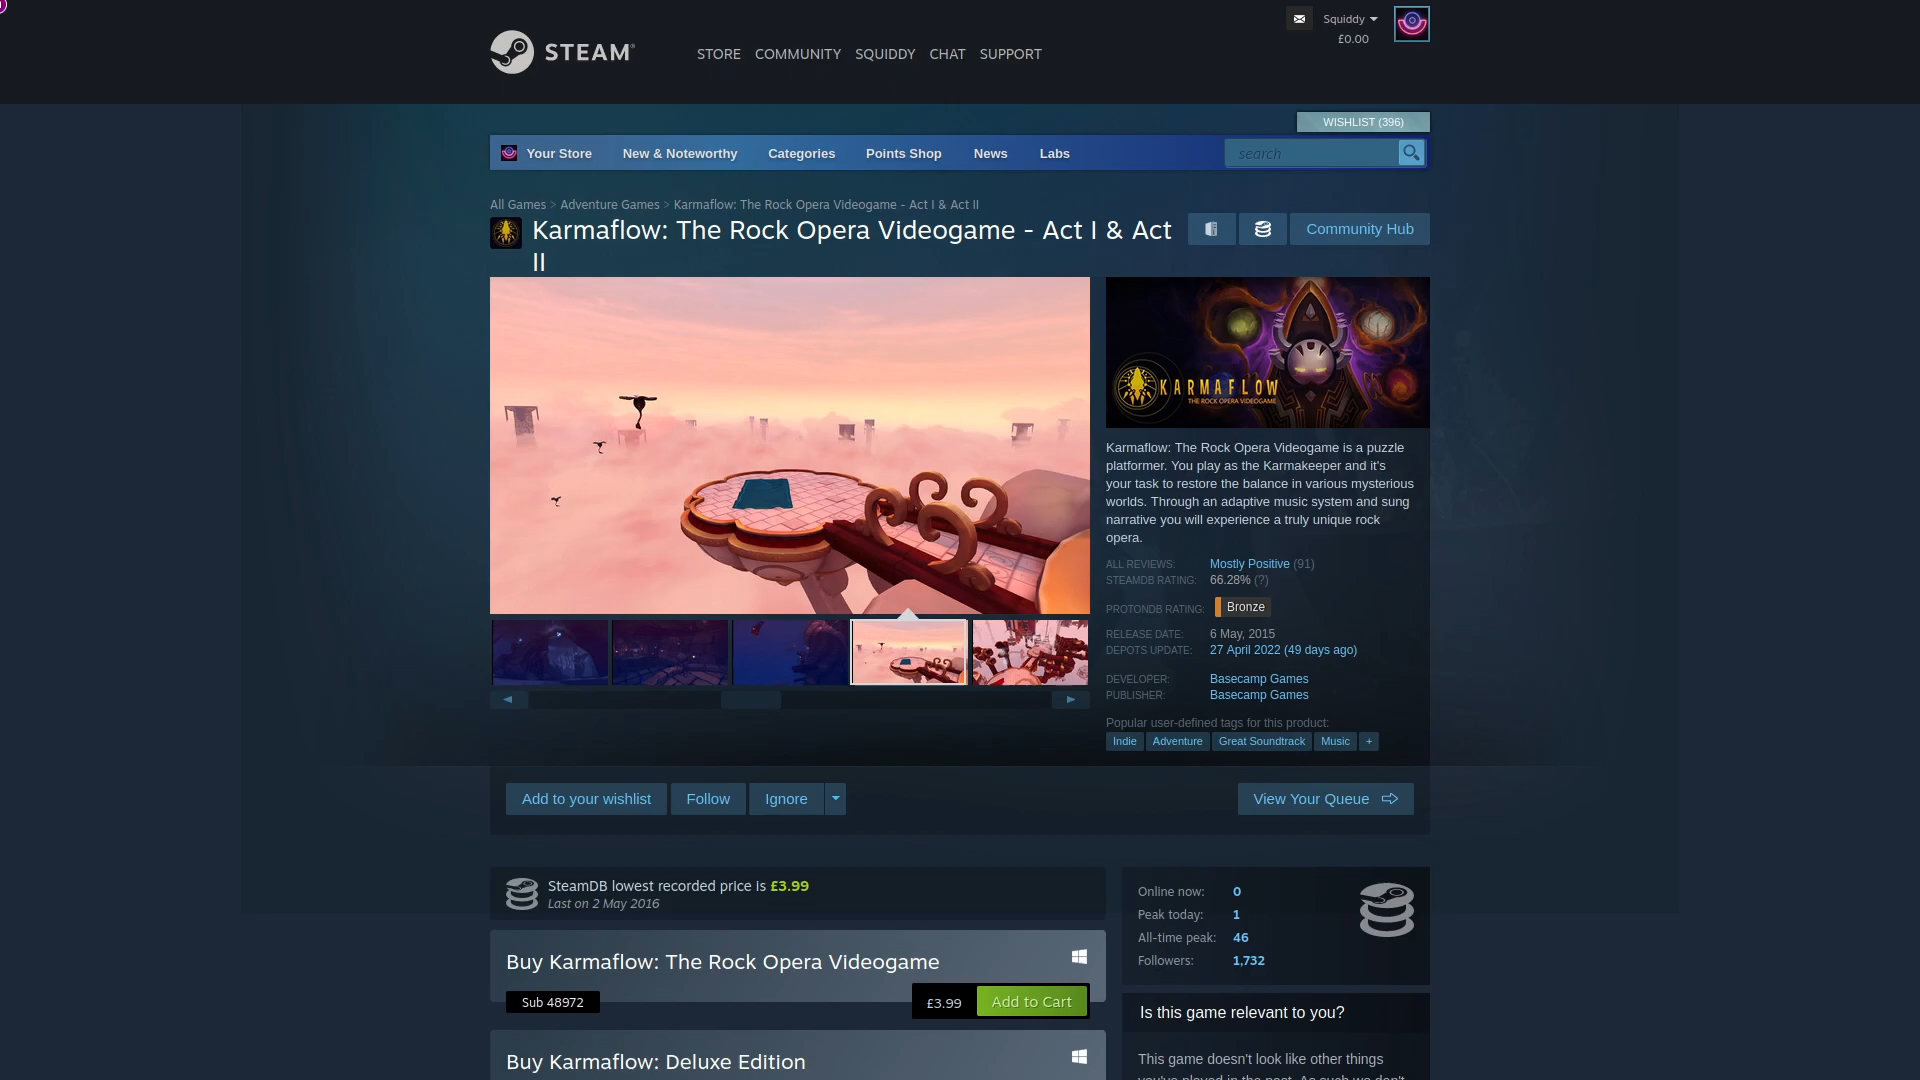 Squiddy
£0.00
STEAM®
STORE COMMUNITY SQUIDDY CHAT SUPPORT
WISHLIST (396)
Your Store New & Noteworthy Categories Points Shop News Labs search
All Games > Adventure Games > Karmaflow: The Rock Opera Videogame - Act I & Act II
Karmaflow: The Rock Opera Videogame - Act I & Act
II
Community Hub
KARMAFLOW
THE ROCK OPERA VIDEOGAME
Karmaflow: The Rock Opera Videogame is a puzzle
platformer. You play as the Karmakeeper and it's
your task to restore the balance in various mysterious
worlds. Through an adaptive music system and sung
narrative you will experience a truly unique rock
opera.
ALL REVIEWS: Mostly Positive (91)
STEAMDB RATING: 66.28% (?)
PROTONDB RATING: Bronze
RELEASE DATE: 6 May, 2015
DEPOTS UPDATE: 27 April 2022 (49 days ago)
DEVELOPER: Basecamp Games
PUBLISHER: Basecamp Games
Popular user-defined tags for this product:
Indie Adventure Great Soundtrack Music +
Add to your wishlist Follow Ignore View Your Queue
SteamDB lowest recorded price is £3.99
Last on 2 May 2016
Buy Karmaflow: The Rock Opera Videogame
Sub 48972
£3.99 Add to Cart
Buy Karmaflow: Deluxe Edition
Online now: 0
Peak today: 1
All-time peak: 46
Followers: 1,732
Is this game relevant to you?
This game doesn't look like other things
you've played in the past. As such we don't